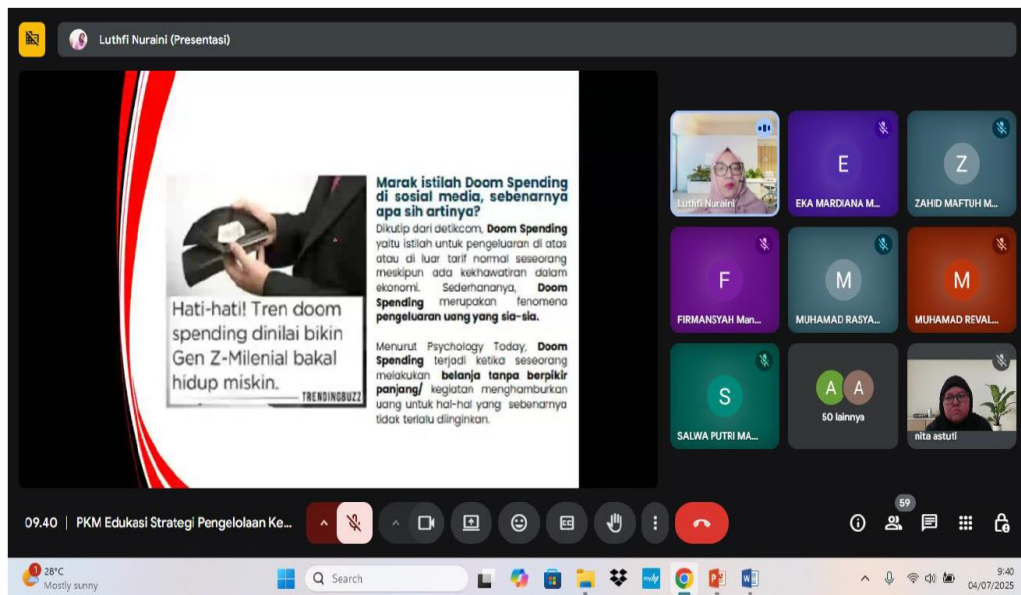 Luthfi Nuraini (Presentasi)
Hati-hati! Tren doom
spending dinilai bikin
Gen Z-Milenial bakal
hidup miskin.
TRENDINGBUZZ
Marak istilah Doom Spending
di sosial media, sebenarnya
apa sih artinya?
Dikutip dari detikcom, Doom Spending
yaitu istilah untuk pengeluaran di atas
atau di luar tarif normal seseorang
meskipun ada kekhawatiran dalam
ekonomi. Sederhananya, Doom
Spending merupakan fenomena
pengeluaran uang yang sia-sia.
Menurut Psychology Today, Doom
Spending terjadi ketika seseorang
melakukan belanja tanpa berpikir
panjang/ kegiatan menghamburkan
uang untuk hal-hal yang sebenarnya
tidak terlalu diinginkan.
Luthfi Nuraini
E
EKA MARDIANA M...
Z
ZAHID MAFTUH M...
F
FIRMANSYAH Man...
M
MUHAMAD RASYA...
M
MUHAMAD REVAL...
S
SALWA PUTRI MA...
A A
50 lainnya
nita astuti
09.40 | PKM Edukasi Strategi Pengelolaan Ke...
CC
59
1
28°C
Mostly sunny
Search
9:40
04/07/2025